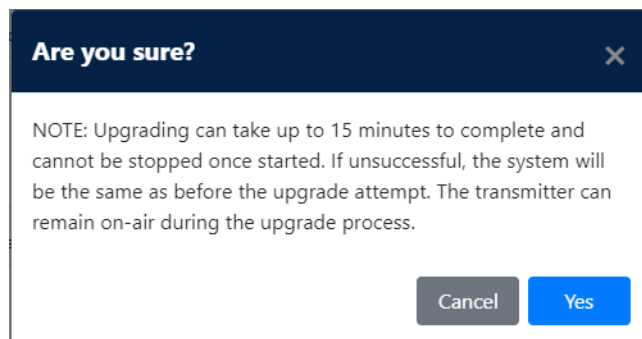 Are you sure?
NOTE: Upgrading can take up to 15 minutes to complete and
cannot be stopped once started. If unsuccessful, the system will
be the same as before the upgrade attempt. The transmitter can
remain on-air during the upgrade process.
Cancel Yes